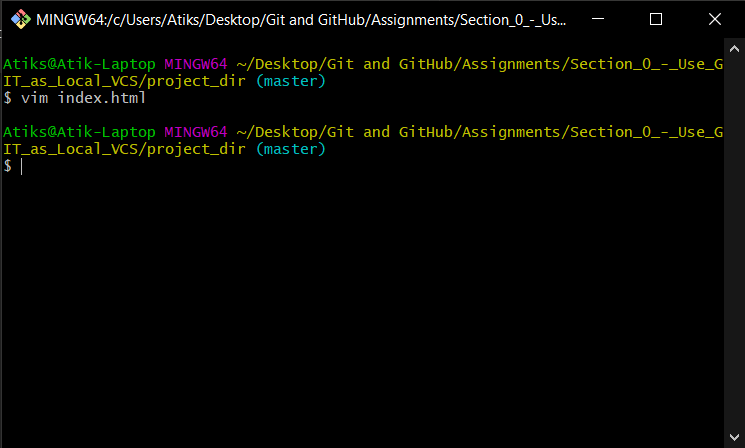 MINGW64:/c/Users/Atiks/Desktop/Git and GitHub/Assignments/Section_0_-_Us...
Atiks@Atik-Laptop MINGW64 ~/Desktop/Git and GitHub/Assignments/Section_0_-_Use_G
IT_as_Local_VCS/project_dir (master)
$ vim index.html
Atiks@Atik-Laptop MINGW64 ~/Desktop/Git and GitHub/Assignments/Section_0_-_Use_G
IT_as_Local_VCS/project_dir (master)
$